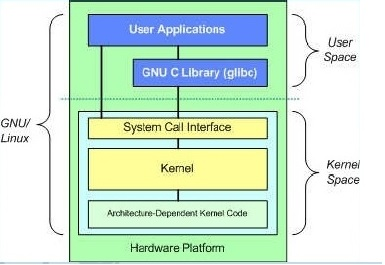 User Applications
GNU C Library (glibc)
User
Space
GNU/
Linux
System Call Interface
Kernel
Architecture-Dependent Kernel Code
Kernel
Space
Hardware Platform